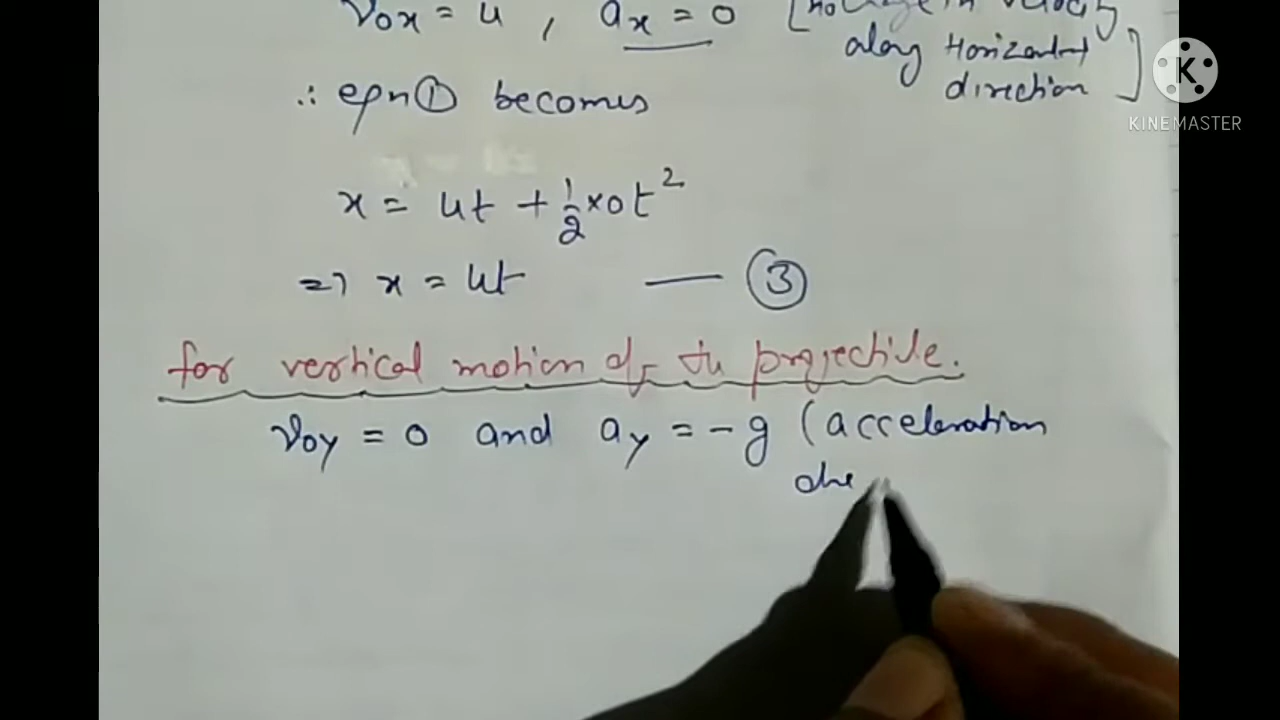 v₀ₓ = u , aₓ = 0 [no change in velocity
along Horizontal
direction ]
∴ eqn ① becomes
x = ut + 1/2 × 0t²
=> x = ut — ③
for vertical motion of the projectile.
v₀y = 0 and ay = -g (acceleration
due
K
KINEMASTER